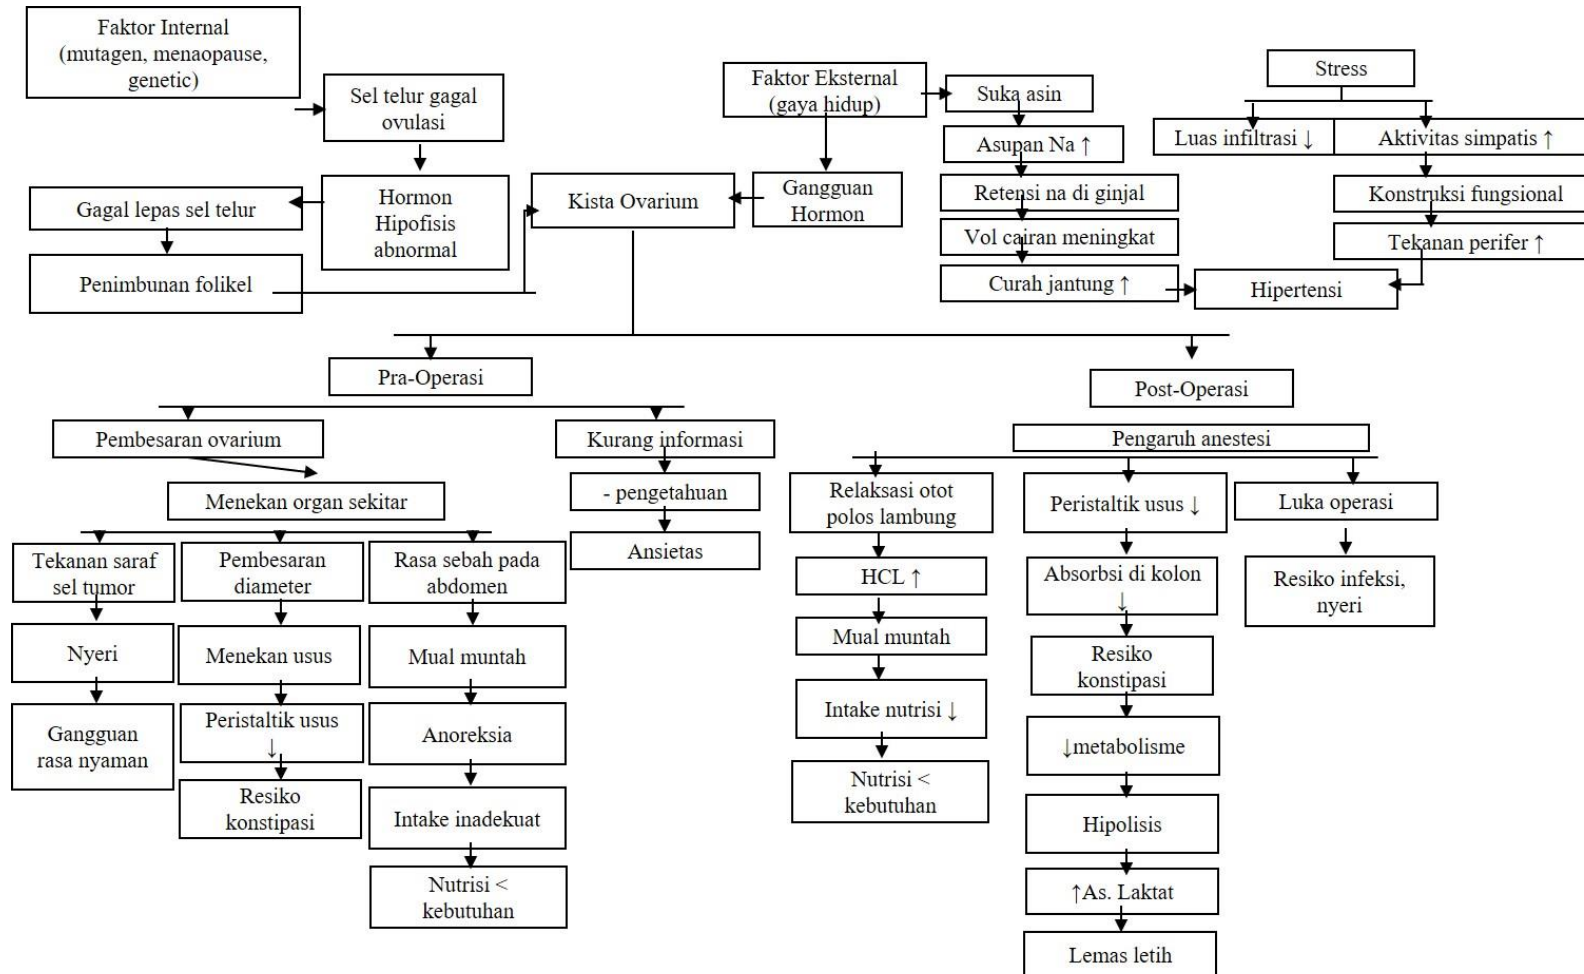 Faktor Internal
(mutagen, menaopause,
genetic)
Sel telur gagal
ovulasi
Hormon
Hipofisis
abnormal
Gagal lepas sel telur
Penimbunan folikel
Kista Ovarium
Faktor Eksternal
(gaya hidup)
Gangguan
Hormon
Suka asin
Asupan Na ↑
Retensi na di ginjal
Vol cairan meningkat
Curah jantung ↑
Stress
Luas infiltrasi ↓
Aktivitas simpatis ↑
Konstruksi fungsional
Tekanan perifer ↑
Hipertensi
Pra-Operasi
Post-Operasi
Pembesaran ovarium
Kurang informasi
Menekan organ sekitar
- pengetahuan
Ansietas
Tekanan saraf
sel tumor
Nyeri
Gangguan
rasa nyaman
Pembesaran
diameter
Menekan usus
Peristaltik usus
↓
Resiko
konstipasi
Rasa sebah pada
abdomen
Mual muntah
Anoreksia
Intake inadekuat
Nutrisi <
kebutuhan
Pengaruh anestesi
Relaksasi otot
polos lambung
HCL ↑
Mual muntah
Intake nutrisi ↓
Nutrisi <
kebutuhan
Peristaltik usus ↓
Absorbsi di kolon
↓
Resiko
konstipasi
↓metabolisme
Hipolisis
↑As. Laktat
Lemas letih
Luka operasi
Resiko infeksi,
nyeri